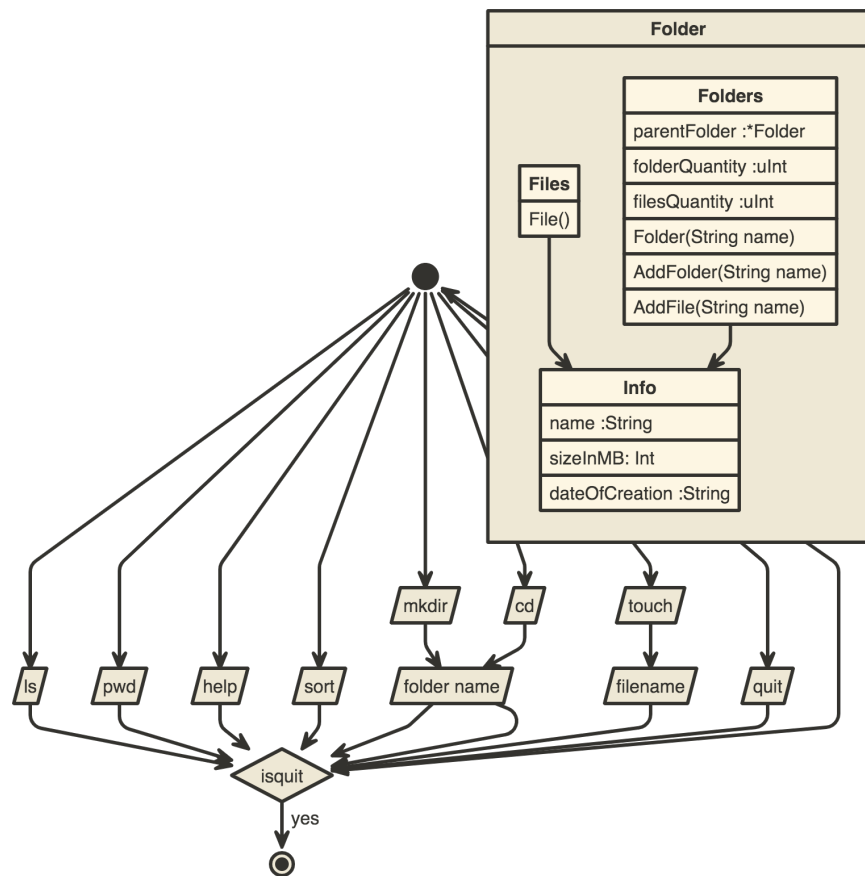 Folder
Folders
parentFolder :*Folder
folderQuantity :uInt
filesQuantity :uInt
Folder(String name)
AddFolder(String name)
AddFile(String name)
Files
File()
Info
name :String
sizeInMB: Int
dateOfCreation :String
mkdir
cd
touch
ls
pwd
help
sort
folder name
filename
quit
isquit
yes